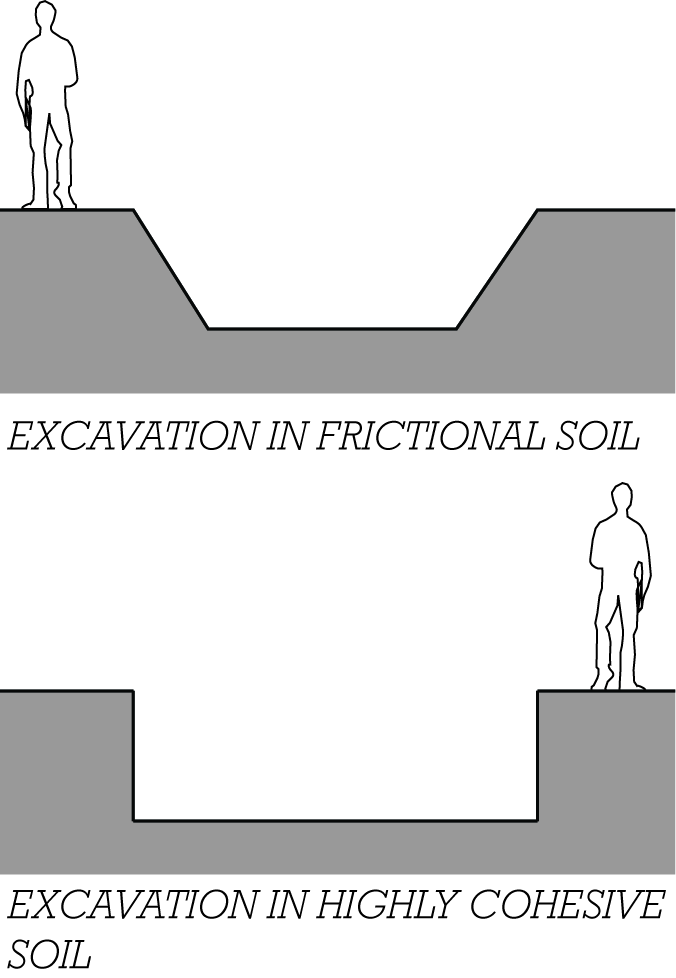 EXCAVATION IN FRICTIONAL SOIL
EXCAVATION IN HIGHLY COHESIVE
SOIL